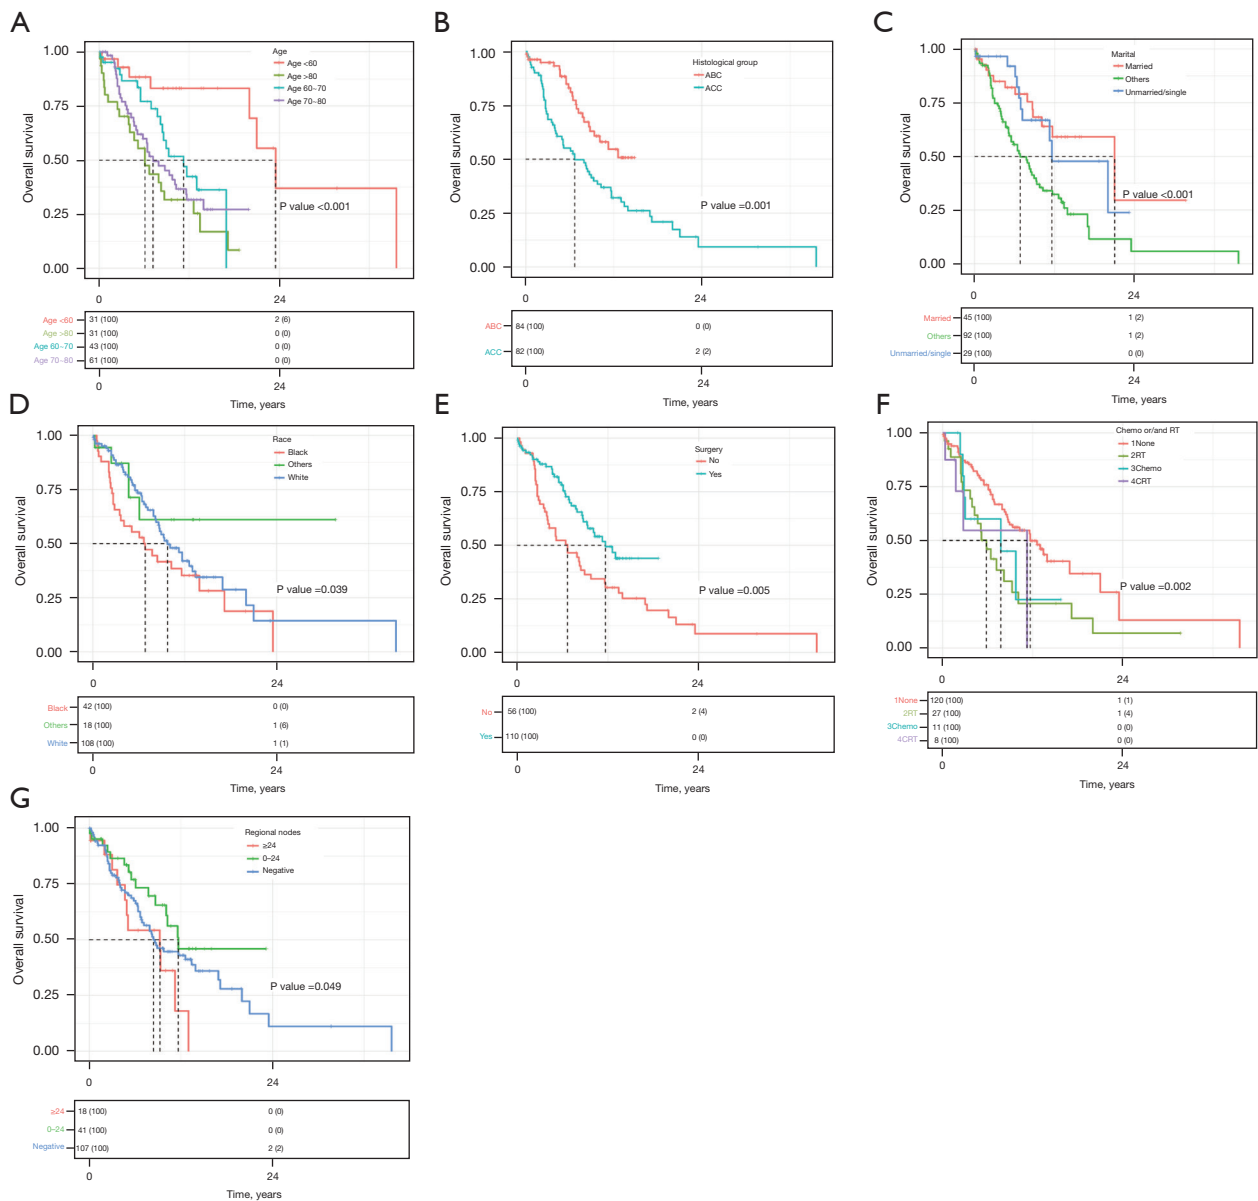 A
1.00
0.75
0.50
0.25
0.00
Overall survival
Age
Age <60
Age >80
Age 60~70
Age 70~80
P value <0.001
0 24
Age <60 31 (100) 2 (6)
Age >80 31 (100) 0 (0)
Age 60~70 43 (100) 0 (0)
Age 70~80 61 (100) 0 (0)
0 24
Time, years
B
1.00
0.75
0.50
0.25
0.00
Overall survival
Histological group
ABC
ACC
P value =0.001
0 24
ABC 84 (100) 0 (0)
ACC 82 (100) 2 (2)
0 24
Time, years
C
1.00
0.75
0.50
0.25
0.00
Overall survival
Marital
Married
Others
Unmarried/single
P value <0.001
0 24
Married 45 (100) 1 (2)
Others 92 (100) 1 (2)
Unmarried/single 29 (100) 0 (0)
0 24
Time, years
D
1.00
0.75
0.50
0.25
0.00
Overall survival
Race
Black
Others
White
P value =0.039
0 24
Black 42 (100) 0 (0)
Others 18 (100) 1 (6)
White 108 (100) 1 (1)
0 24
Time, years
E
1.00
0.75
0.50
0.25
0.00
Overall survival
Surgery
No
Yes
P value =0.005
0 24
No 56 (100) 2 (4)
Yes 110 (100) 0 (0)
0 24
Time, years
F
1.00
0.75
0.50
0.25
0.00
Overall survival
Chemo or/and RT
1None
2RT
3Chemo
4CRT
P value =0.002
0 24
1None 120 (100) 1 (1)
2RT 27 (100) 1 (4)
3Chemo 11 (100) 0 (0)
4CRT 8 (100) 0 (0)
0 24
Time, years
G
1.00
0.75
0.50
0.25
0.00
Overall survival
Regional nodes
≥24
0–24
Negative
P value =0.049
0 24
≥24 18 (100) 0 (0)
0–24 41 (100) 0 (0)
Negative 107 (100) 2 (2)
0 24
Time, years